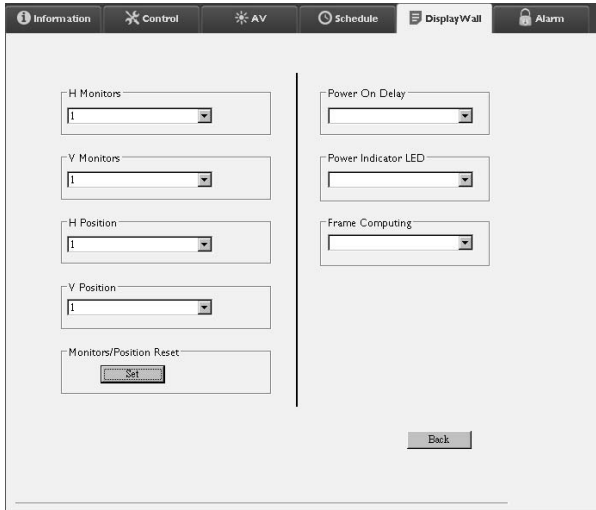 Information Control AV Schedule DisplayWall Alarm
H Monitors
1
V Monitors
1
H Position
1
V Position
1
Monitors/Position Reset
Set
Power On Delay
Power Indicator LED
Frame Computing
Back